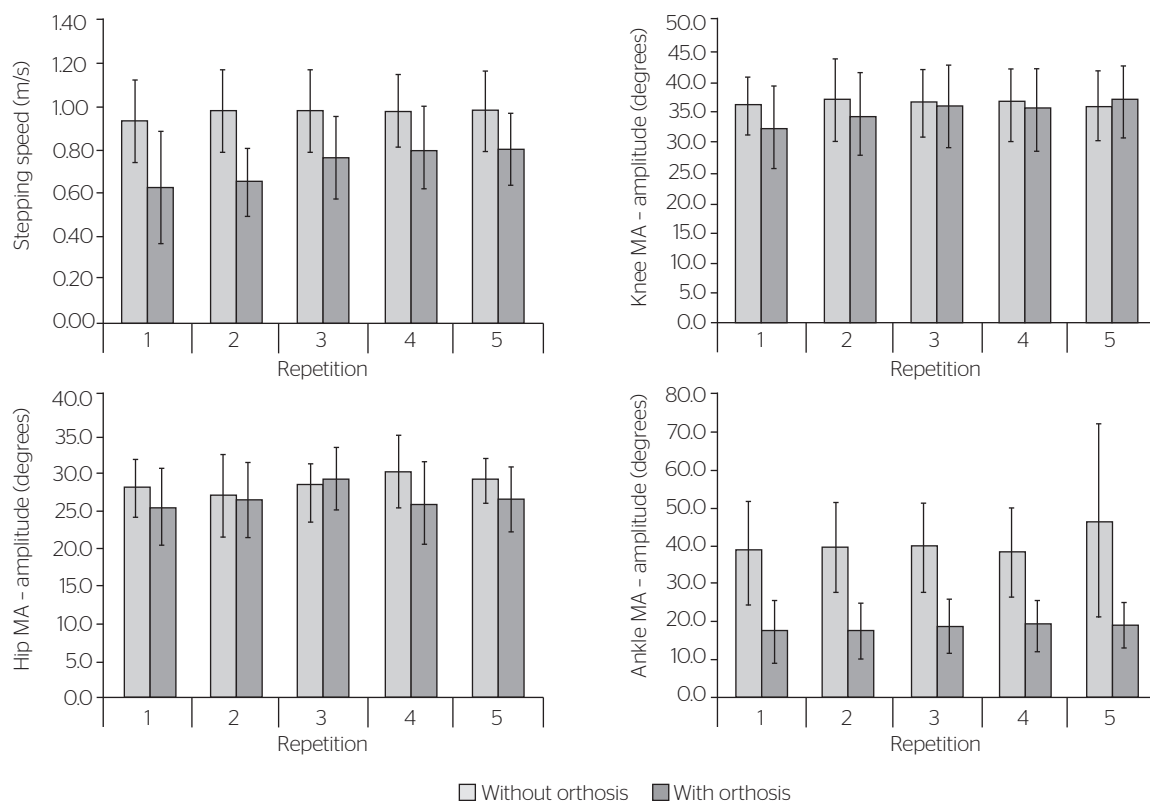 Stepping speed (m/s)
1.40
1.20
1.00
0.80
0.60
0.40
0.20
0.00
1 2 3 4 5
Repetition
Knee MA – amplitude (degrees)
50.0
45.0
40.0
35.0
30.0
25.0
20.0
15.0
10.0
5.0
0.0
1 2 3 4 5
Repetition
Hip MA – amplitude (degrees)
40.0
35.0
30.0
25.0
20.0
15.0
10.0
5.0
0.0
1 2 3 4 5
Repetition
Ankle MA – amplitude (degrees)
80.0
70.0
60.0
50.0
40.0
30.0
20.0
10.0
0.0
1 2 3 4 5
Repetition
Without orthosis With orthosis